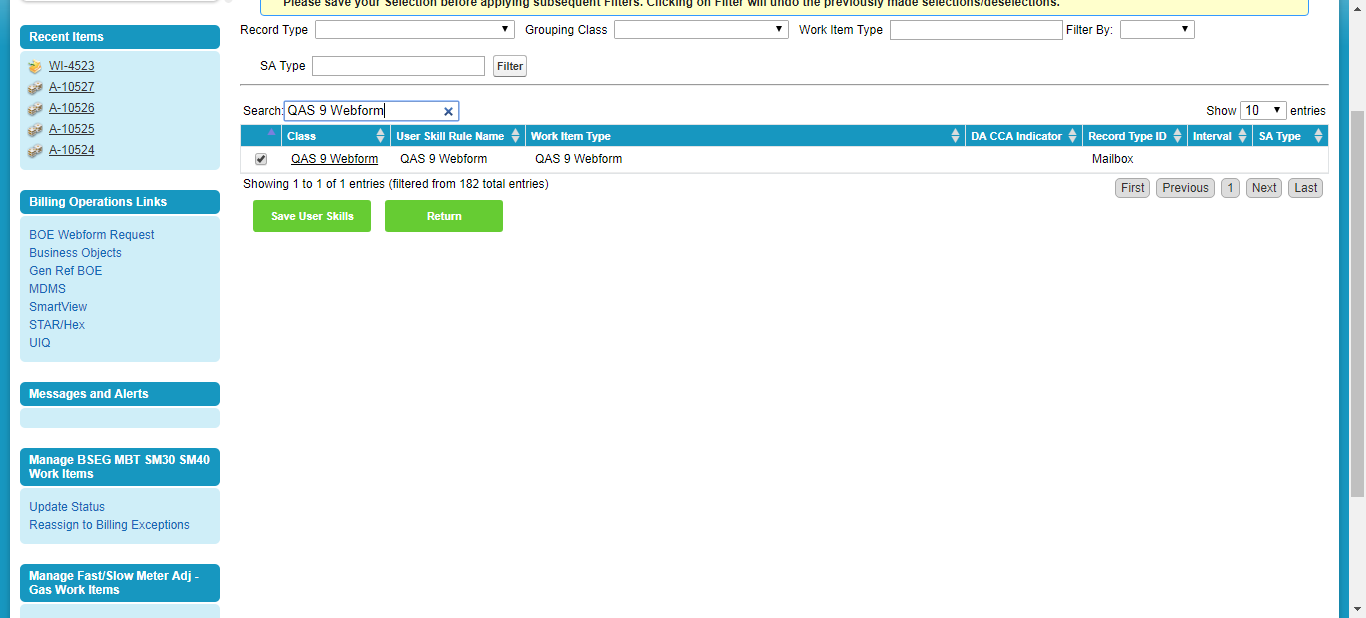 Please save your Selection before applying subsequent Filters. Clicking on Filter will undo the previously made selections/deselections.
Record Type Grouping Class Work Item Type Filter By:
SA Type Filter
Search: QAS 9 Webform Show 10 entries
Class User Skill Rule Name Work Item Type DA CCA Indicator Record Type ID Interval SA Type
QAS 9 Webform QAS 9 Webform QAS 9 Webform Mailbox
Showing 1 to 1 of 1 entries (filtered from 182 total entries)
First Previous 1 Next Last
Save User Skills Return
Recent Items
WI-4523
A-10527
A-10526
A-10525
A-10524
Billing Operations Links
BOE Webform Request
Business Objects
Gen Ref BOE
MDMS
SmartView
STAR/Hex
UIQ
Messages and Alerts
Manage BSEG MBT SM30 SM40
Work Items
Update Status
Reassign to Billing Exceptions
Manage Fast/Slow Meter Adj -
Gas Work Items